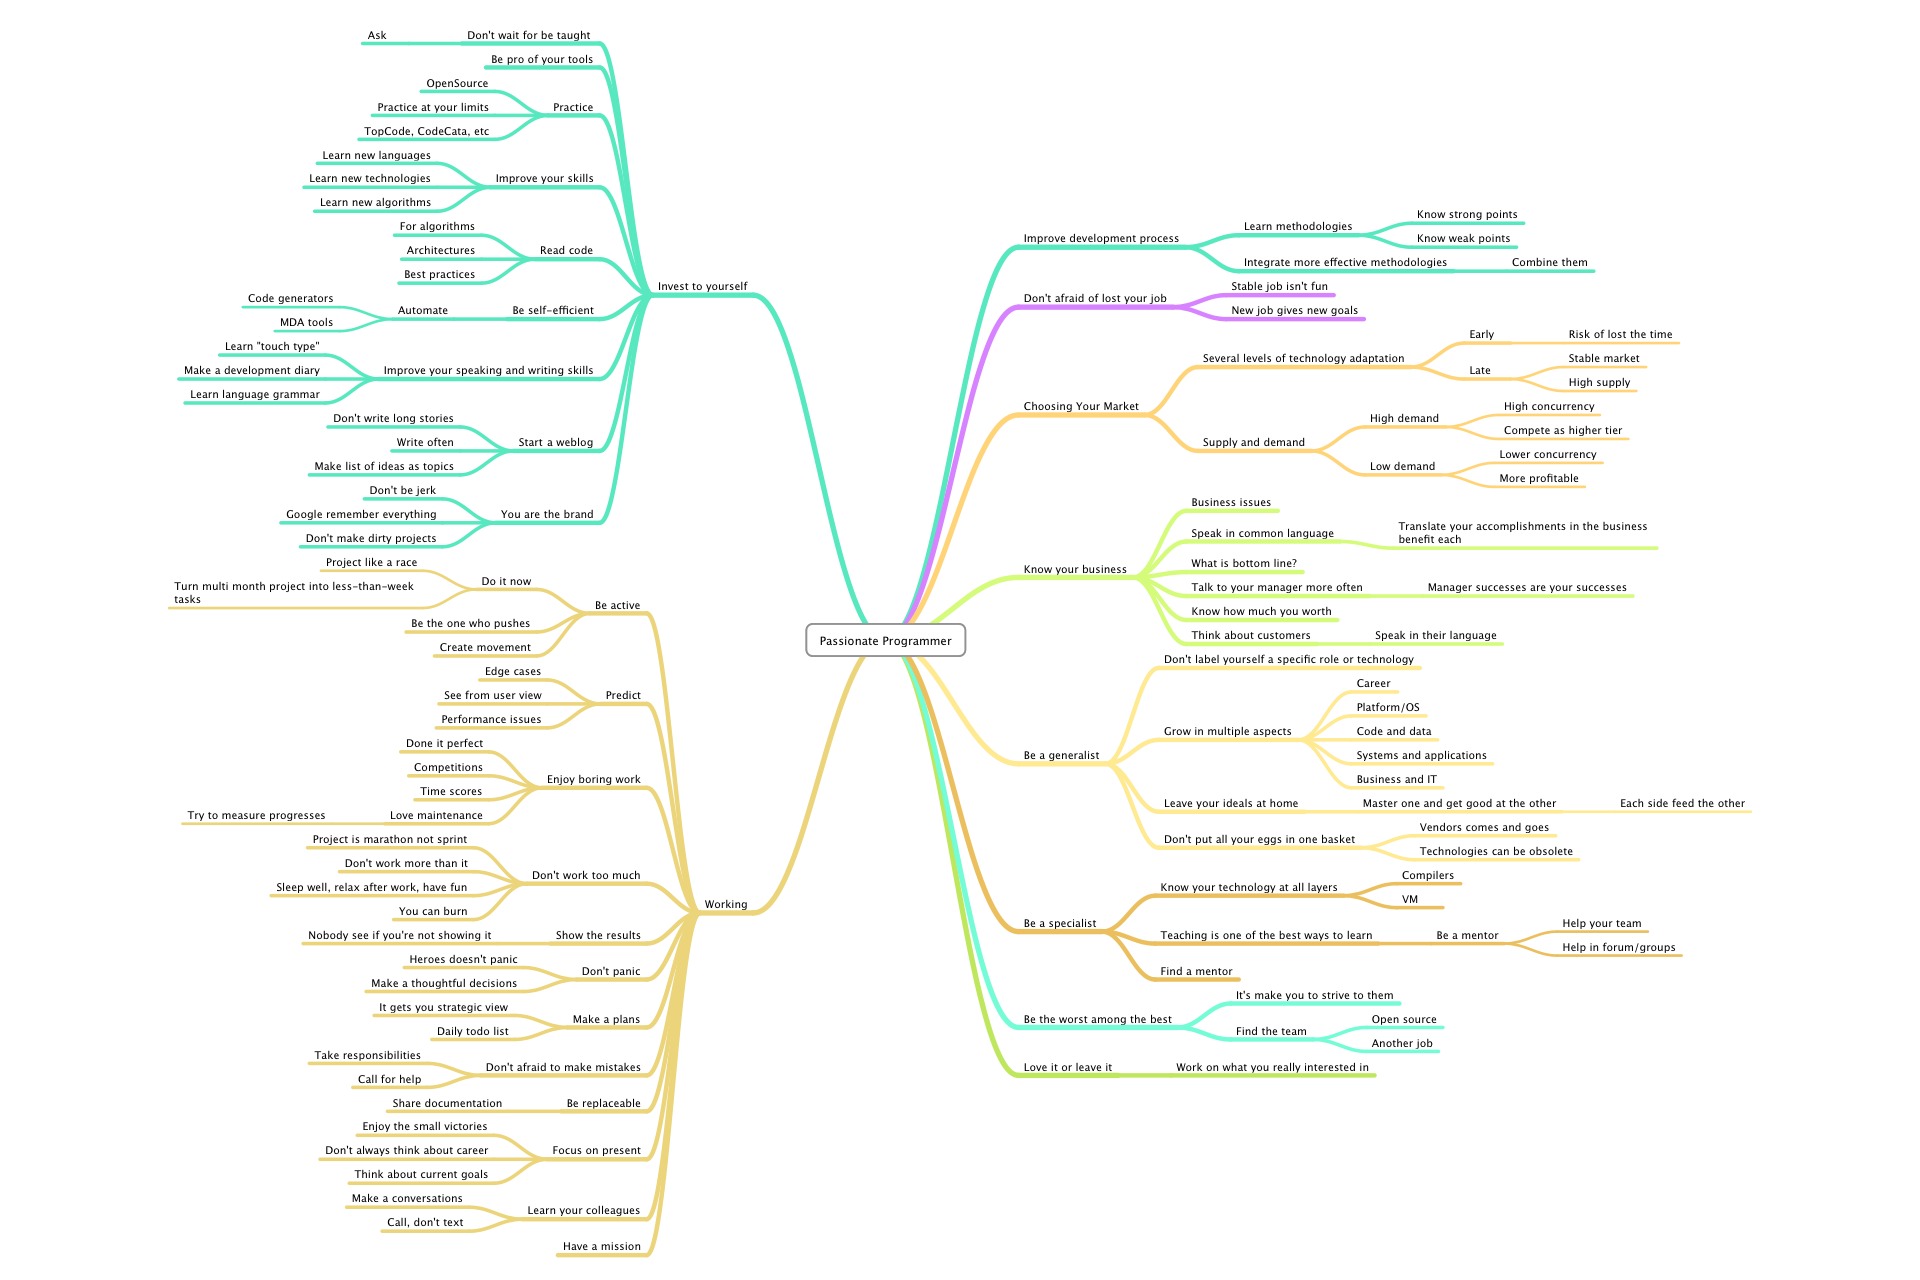 Passionate Programmer
Invest to yourself
Don't wait for be taught
Ask
Be pro of your tools
Practice
OpenSource
Practice at your limits
TopCode, CodeCata, etc
Improve your skills
Learn new languages
Learn new technologies
Learn new algorithms
Read code
For algorithms
Architectures
Best practices
Be self-efficient
Automate
Code generators
MDA tools
Improve your speaking and writing skills
Learn "touch type"
Make a development diary
Learn language grammar
Start a weblog
Don't write long stories
Write often
Make list of ideas as topics
You are the brand
Don't be jerk
Google remember everything
Don't make dirty projects
Working
Be active
Do it now
Project like a race
Turn multi month project into less-than-week
tasks
Be the one who pushes
Create movement
Predict
Edge cases
See from user view
Performance issues
Enjoy boring work
Done it perfect
Competitions
Time scores
Love maintenance
Try to measure progresses
Don't work too much
Project is marathon not sprint
Don't work more than it
Sleep well, relax after work, have fun
You can burn
Show the results
Nobody see if you're not showing it
Don't panic
Heroes doesn't panic
Make a thoughtful decisions
Make a plans
It gets you strategic view
Daily todo list
Don't afraid to make mistakes
Take responsibilities
Call for help
Be replaceable
Share documentation
Focus on present
Enjoy the small victories
Don't always think about career
Think about current goals
Learn your colleagues
Make a conversations
Call, don't text
Have a mission
Improve development process
Learn methodologies
Know strong points
Know weak points
Integrate more effective methodologies
Combine them
Don't afraid of lost your job
Stable job isn't fun
New job gives new goals
Choosing Your Market
Several levels of technology adaptation
Early
Risk of lost the time
Late
Stable market
High supply
Supply and demand
High demand
High concurrency
Compete as higher tier
Low demand
Lower concurrency
More profitable
Know your business
Business issues
Speak in common language
Translate your accomplishments in the business
benefit each
What is bottom line?
Talk to your manager more often
Manager successes are your successes
Know how much you worth
Think about customers
Speak in their language
Be a generalist
Don't label yourself a specific role or technology
Grow in multiple aspects
Career
Platform/OS
Code and data
Systems and applications
Business and IT
Leave your ideals at home
Master one and get good at the other
Each side feed the other
Don't put all your eggs in one basket
Vendors comes and goes
Technologies can be obsolete
Be a specialist
Know your technology at all layers
Compilers
VM
Teaching is one of the best ways to learn
Be a mentor
Help your team
Help in forum/groups
Find a mentor
Be the worst among the best
It's make you to strive to them
Find the team
Open source
Another job
Love it or leave it
Work on what you really interested in